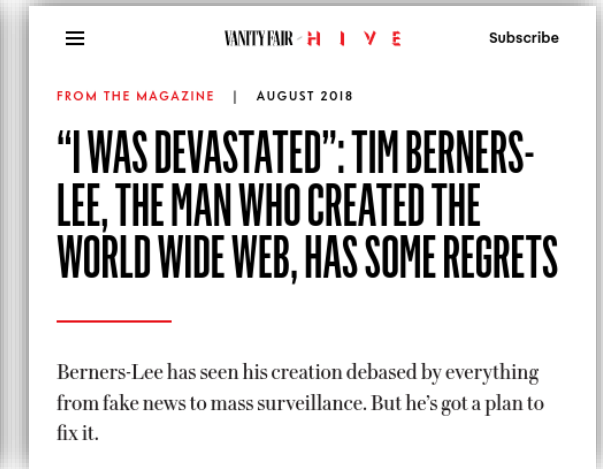 VANITY FAIR HIVE Subscribe
FROM THE MAGAZINE | AUGUST 2018
“I WAS DEVASTATED”: TIM BERNERS-
LEE, THE MAN WHO CREATED THE
WORLD WIDE WEB, HAS SOME REGRETS
Berners-Lee has seen his creation debased by everything
from fake news to mass surveillance. But he’s got a plan to
fix it.